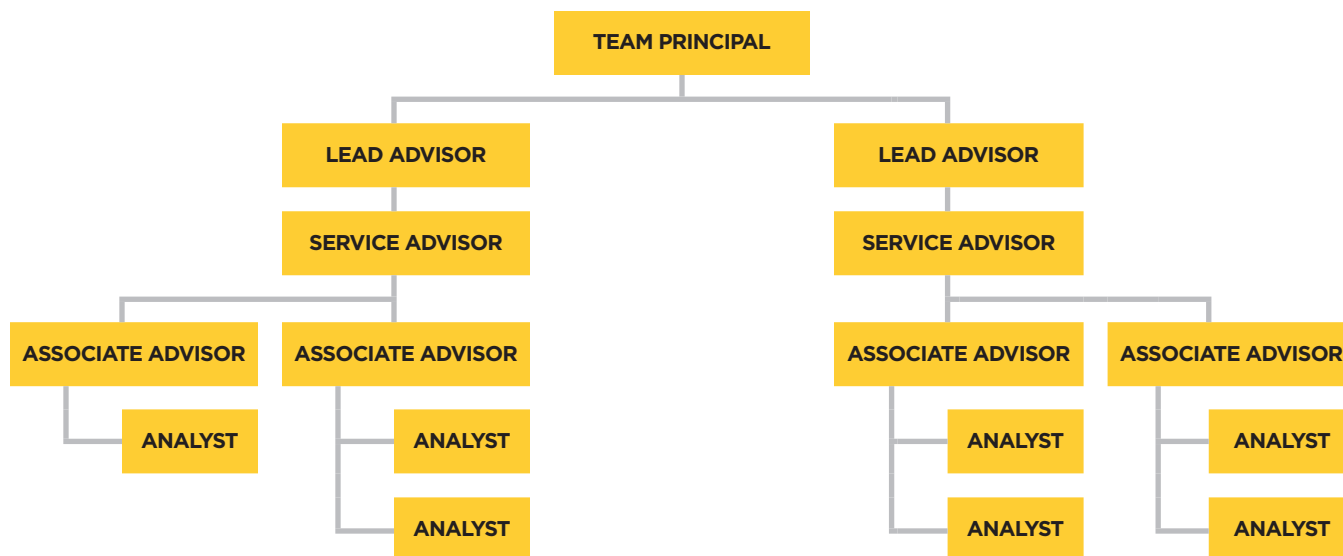 TEAM PRINCIPAL
LEAD ADVISOR
LEAD ADVISOR
SERVICE ADVISOR
SERVICE ADVISOR
ASSOCIATE ADVISOR
ASSOCIATE ADVISOR
ASSOCIATE ADVISOR
ASSOCIATE ADVISOR
ANALYST
ANALYST
ANALYST
ANALYST
ANALYST
ANALYST
ANALYST